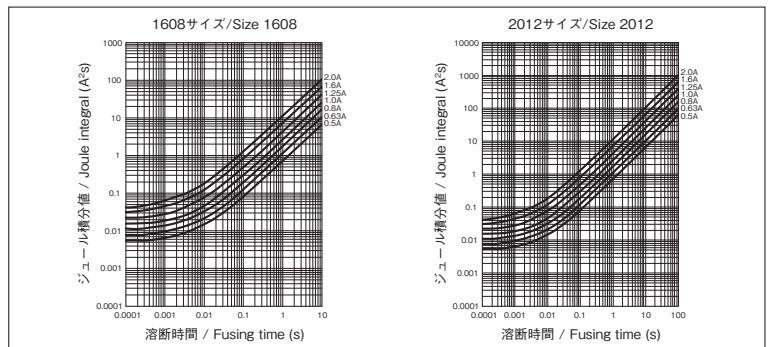 1608サイズ/Size 1608
ジュール積分値 / Joule integral (A²s)
1000
100
10
1
0.1
0.01
0.001
0.0001
2.0A
1.6A
1.25A
1.0A
0.8A
0.63A
0.5A
0.0001 0.001 0.01 0.1 1 10
溶断時間 / Fusing time (s)
2012サイズ/Size 2012
ジュール積分値 / Joule integral (A²s)
10000
1000
100
10
1
0.1
0.01
0.001
0.0001
2.0A
1.6A
1.25A
1.0A
0.8A
0.63A
0.5A
0.0001 0.001 0.01 0.1 1 10 100
溶断時間 / Fusing time (s)